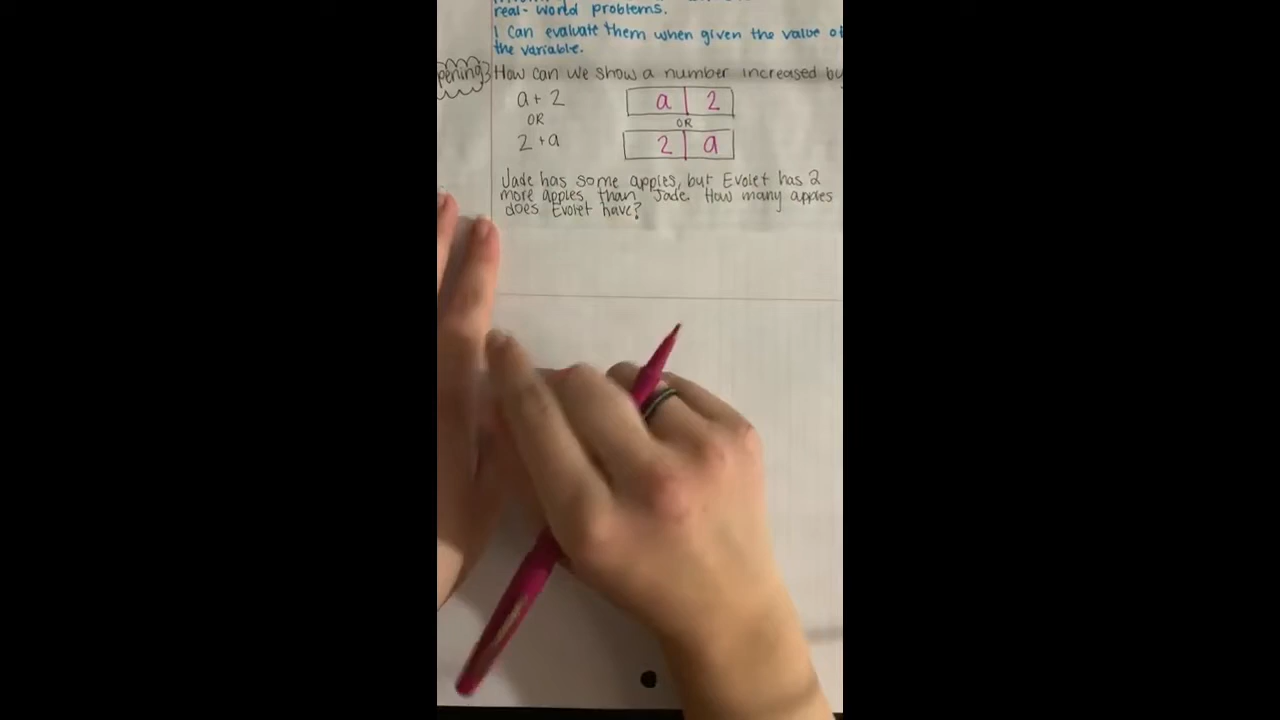 real-world problems.
I can evaluate them when given the value of
the variable.
How can we show a number increased by
a + 2
a 2
OR
OR
2 + a
2 a
Jade has some apples, but Evolet has 2
more apples than Jade. How many apples
does Evolet have?